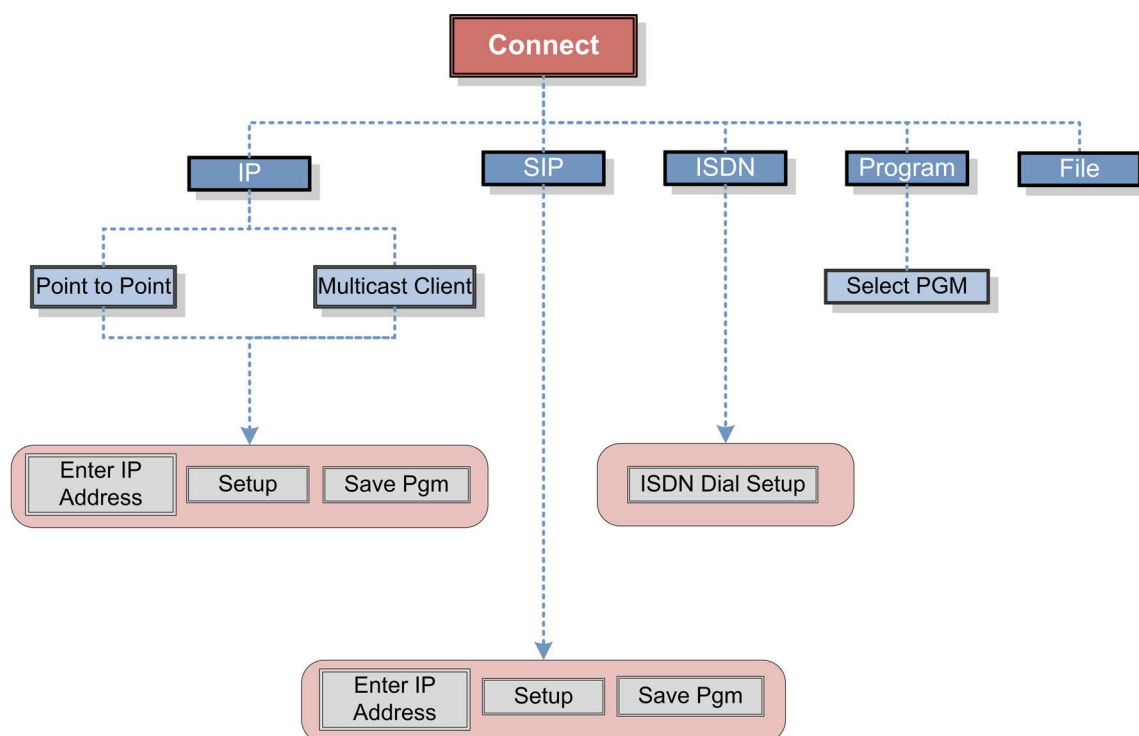 Connect
IP
SIP
ISDN
Program
File
Point to Point
Multicast Client
Select PGM
Enter IP
Address
Setup
Save Pgm
ISDN Dial Setup
Enter IP
Address
Setup
Save Pgm